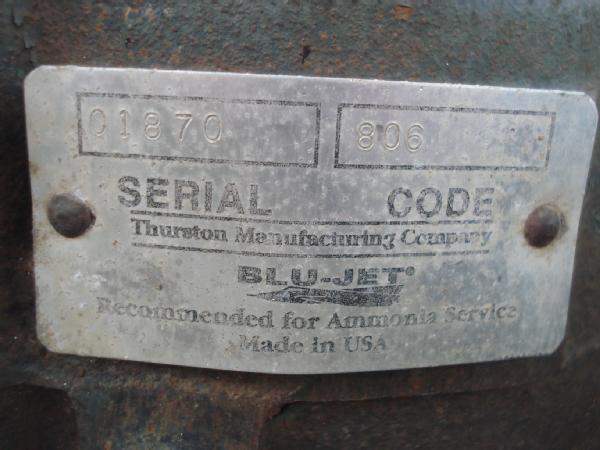 01870 806
SERIAL CODE
Thurston Manufacturing Company
BLU-JET®
Recommended for Ammonia Service
Made in USA